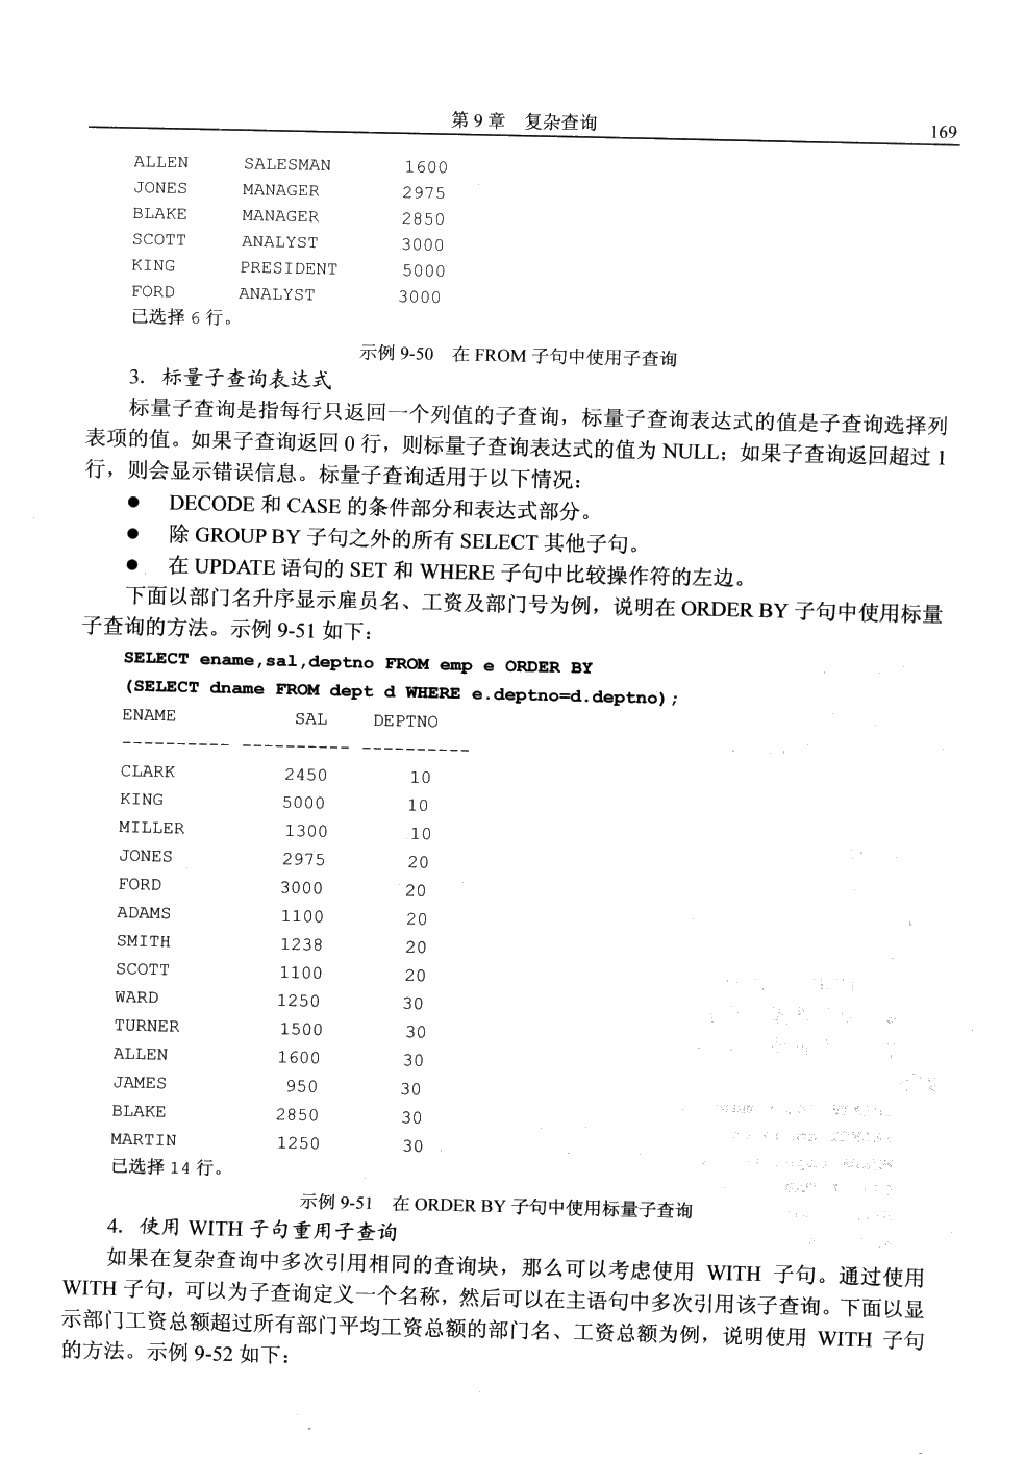 第 9 章 复杂查询 169
ALLEN SALESMAN 1600
JONES MANAGER 2975
BLAKE MANAGER 2850
SCOTT ANALYST 3000
KING PRESIDENT 5000
FORD ANALYST 3000
已选择 6 行。
示例 9-50 在 FROM 子句中使用子查询
3. 标量子查询表达式
标量子查询是指每行只返回一个列值的子查询，标量子查询表达式的值是子查询选择列
表项的值。如果子查询返回 0 行，则标量子查询表达式的值为 NULL；如果子查询返回超过 1
行，则会显示错误信息。标量子查询适用于以下情况：
● DECODE 和 CASE 的条件部分和表达式部分。
● 除 GROUP BY 子句之外的所有 SELECT 其他子句。
● 在 UPDATE 语句的 SET 和 WHERE 子句中比较操作符的左边。
下面以部门名升序显示雇员名、工资及部门号为例，说明在 ORDER BY 子句中使用标量
子查询的方法。示例 9-51 如下：
SELECT ename,sal,deptno FROM emp e ORDER BY
(SELECT dname FROM dept d WHERE e.deptno=d.deptno);
ENAME SAL DEPTNO
---------- ---------- ----------
CLARK 2450 10
KING 5000 10
MILLER 1300 10
JONES 2975 20
FORD 3000 20
ADAMS 1100 20
SMITH 1238 20
SCOTT 1100 20
WARD 1250 30
TURNER 1500 30
ALLEN 1600 30
JAMES 950 30
BLAKE 2850 30
MARTIN 1250 30
已选择 14 行。
示例 9-51 在 ORDER BY 子句中使用标量子查询
4. 使用 WITH 子句重用子查询
如果在复杂查询中多次引用相同的查询块，那么可以考虑使用 WITH 子句。通过使用
WITH 子句，可以为子查询定义一个名称，然后可以在主语句中多次引用该子查询。下面以显
示部门工资总额超过所有部门平均工资总额的部门名、工资总额为例，说明使用 WITH 子句
的方法。示例 9-52 如下：